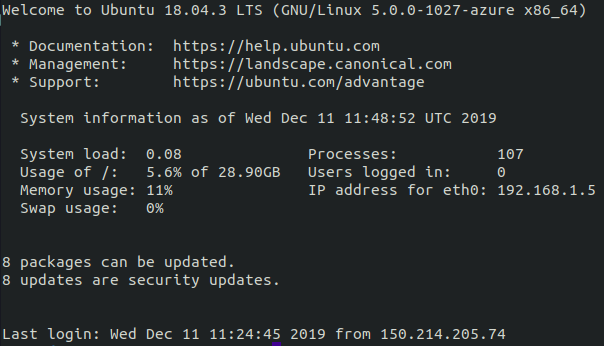 Welcome to Ubuntu 18.04.3 LTS (GNU/Linux 5.0.0-1027-azure x86_64)
* Documentation:  https://help.ubuntu.com
* Management:     https://landscape.canonical.com
* Support:        https://ubuntu.com/advantage
System information as of Wed Dec 11 11:48:52 UTC 2019
System load:  0.08               Processes:           107
Usage of /:   5.6% of 28.90GB   Users logged in:     0
Memory usage: 11%                IP address for eth0: 192.168.1.5
Swap usage:   0%
8 packages can be updated.
8 updates are security updates.
Last login: Wed Dec 11 11:24:45 2019 from 150.214.205.74